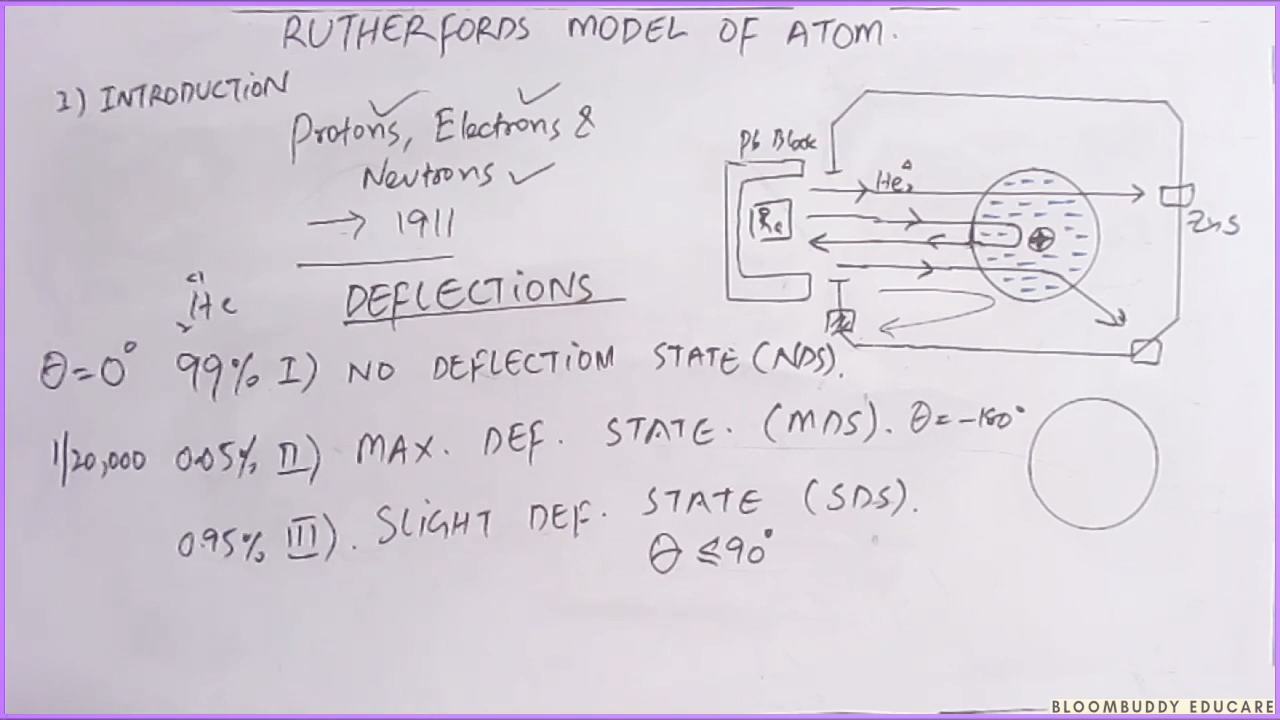 RUTHERFORDS MODEL OF ATOM.
1) INTRODUCTION
Protons, Electrons &
Neutrons
→ 1911
Pb Block
He
Ra
ZnS
He
DEFLECTIONS
θ=0° 99% I) NO DEFLECTIOM STATE (NDS).
1/20,000 0.05% II) MAX. DEF. STATE. (MDS). θ=-180°
0.95% III). SLIGHT DEF. STATE (SDS).
θ ≤90°
BLOOMBUDDY EDUCARE